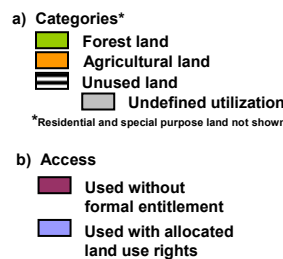 a) Categories*
Forest land
Agricultural land
Unused land
Undefined utilization
*Residential and special purpose land not shown
b) Access
Used without
formal entitlement
Used with allocated
land use rights